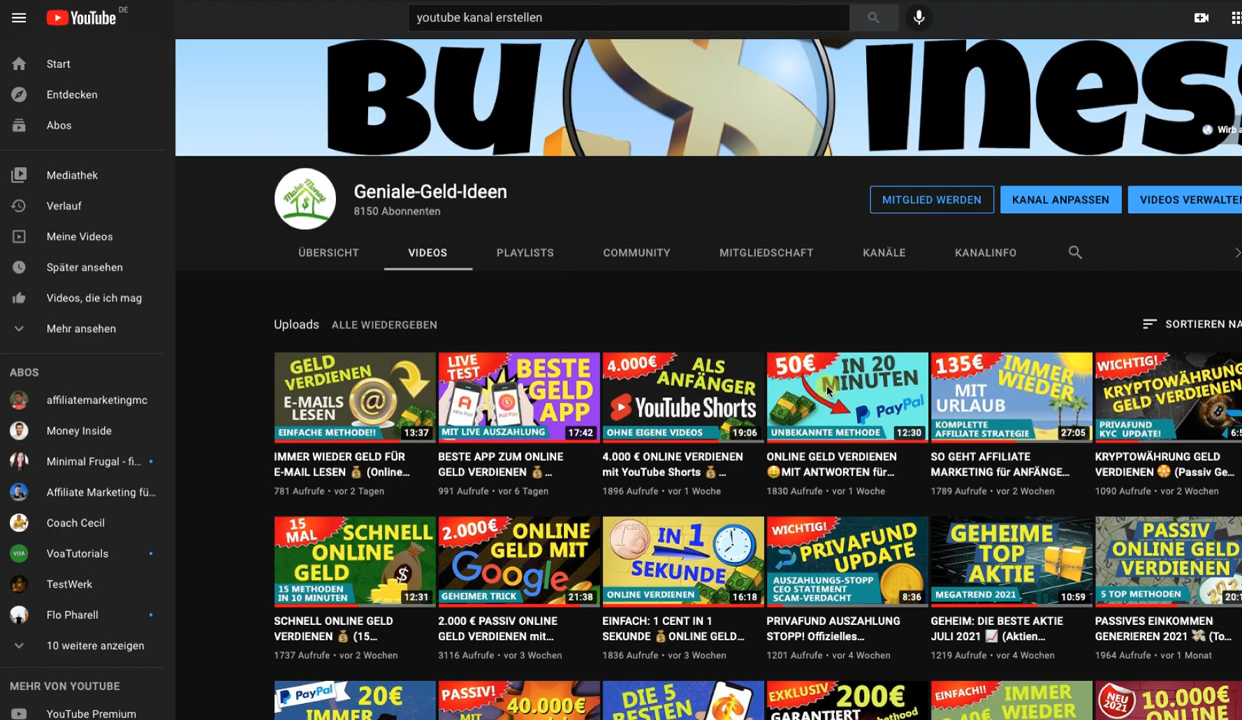 YouTube DE
youtube kanal erstellen
Start
Entdecken
Abos
Mediathek
Verlauf
Meine Videos
Später ansehen
Videos, die ich mag
Mehr ansehen
ABOS
affiliatemarketingmc
Money Inside
Minimal Frugal - fi...
Affiliate Marketing fü...
Coach Cecil
VoaTutorials
TestWerk
Flo Pharell
10 weitere anzeigen
MEHR VON YOUTUBE
YouTube Premium
Bu$iness
Wirb a
Make Money
Geniale-Geld-Ideen
8150 Abonnenten
MITGLIED WERDEN
KANAL ANPASSEN
VIDEOS VERWALTEN
ÜBERSICHT
VIDEOS
PLAYLISTS
COMMUNITY
MITGLIEDSCHAFT
KANÄLE
KANALINFO
Uploads
ALLE WIEDERGEBEN
SORTIEREN NA
GELD
VERDIENEN
E-MAILS
LESEN
EINFACHE METHODE!!
13:37
IMMER WIEDER GELD FÜR
E-MAIL LESEN 💰 (Online...
781 Aufrufe • vor 2 Tagen
LIVE
TEST
BESTE
GELD
APP
MIT LIVE AUSZAHLUNG
17:42
BESTE APP ZUM ONLINE
GELD VERDIENEN 💰...
991 Aufrufe • vor 6 Tagen
4.000€
ALS
ANFÄNGER
YouTube Shorts
OHNE EIGENE VIDEOS
19:06
4.000 € ONLINE VERDIENEN
mit YouTube Shorts 💰...
1896 Aufrufe • vor 1 Woche
50€
IN 20
MINUTEN
PayPal
UNBEKANNTE METHODE
12:30
ONLINE GELD VERDIENEN
🤑MIT ANTWORTEN für...
1830 Aufrufe • vor 1 Woche
135€
IMMER
WIEDER
MIT
URLAUB
KOMPLETTE
AFFILIATE STRATEGIE
27:05
SO GEHT AFFILIATE
MARKETING für ANFÄNGE...
1789 Aufrufe • vor 2 Wochen
WICHTIG!
KRYPTOWÄHRUNG
GELD VERDIENEN
PRIVAFUND
KYC UPDATE!
KRYPTOWÄHRUNG GELD
VERDIENEN (Passiv Ge...
1090 Aufrufe • vor 2 Wochen
15
MAL
SCHNELL
ONLINE
GELD
15 METHODEN
IN 10 MINUTEN
12:31
SCHNELL ONLINE GELD
VERDIENEN 💰 (15...
1737 Aufrufe • vor 2 Wochen
2.000€
ONLINE
GELD MIT
Google
GEHEIMER TRICK
21:38
2.000 € PASSIV ONLINE
GELD VERDIENEN mit...
3116 Aufrufe • vor 3 Wochen
IN 1
SEKUNDE
ONLINE VERDIENEN
16:18
EINFACH: 1 CENT IN 1
SEKUNDE 💰ONLINE GELD...
1836 Aufrufe • vor 3 Wochen
WICHTIG!
PRIVAFUND
UPDATE
AUSZAHLUNGS-STOPP
CEO STATEMENT
SCAM-VERDACHT
8:36
PRIVAFUND AUSZAHLUNG
STOPP! Offizielles...
1201 Aufrufe • vor 4 Wochen
GEHEIME
TOP
AKTIE
MEGATREND 2021
10:59
GEHEIM: DIE BESTE AKTIE
JULI 2021 📈 (Aktien...
1219 Aufrufe • vor 4 Wochen
PASSIV
ONLINE GELD
VERDIENEN
5 TOP METHODEN
PASSIVES EINKOMMEN
GENERIEREN 2021 💸 (To...
1964 Aufrufe • vor 1 Monat
PayPal
20€
IMMER
PASSIV!
MIT
40.000€
DIE 5
BESTEN
EXKLUSIV
200€
GARANTIERT
EINFACH!!
IMMER
WIEDER
NEU
2021
10.000€
ONLINE